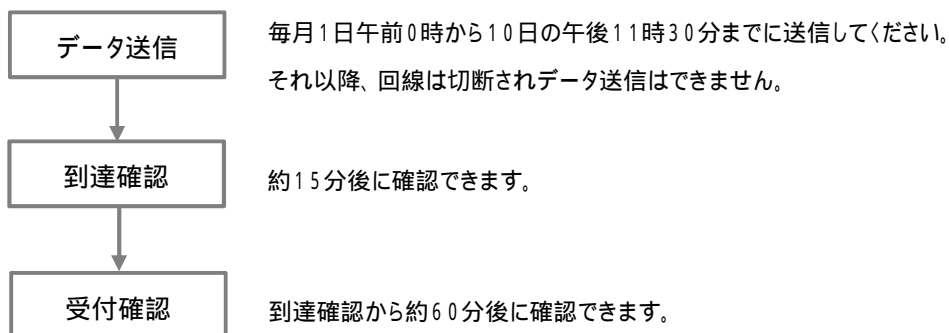 データ送信
毎月1日午前0時から10日の午後11時30分までに送信してください。
それ以降、回線は切断されデータ送信はできません。
到達確認
約15分後に確認できます。
受付確認
到達確認から約60分後に確認できます。